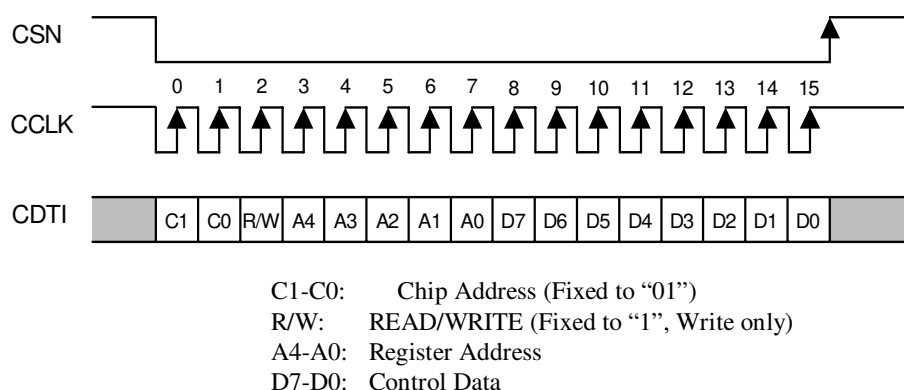 CSN
0 1 2 3 4 5 6 7 8 9 10 11 12 13 14 15
CCLK
CDTI
C1 C0 R/W A4 A3 A2 A1 A0 D7 D6 D5 D4 D3 D2 D1 D0
C1-C0: Chip Address (Fixed to “01”)
R/W: READ/WRITE (Fixed to “1”, Write only)
A4-A0: Register Address
D7-D0: Control Data